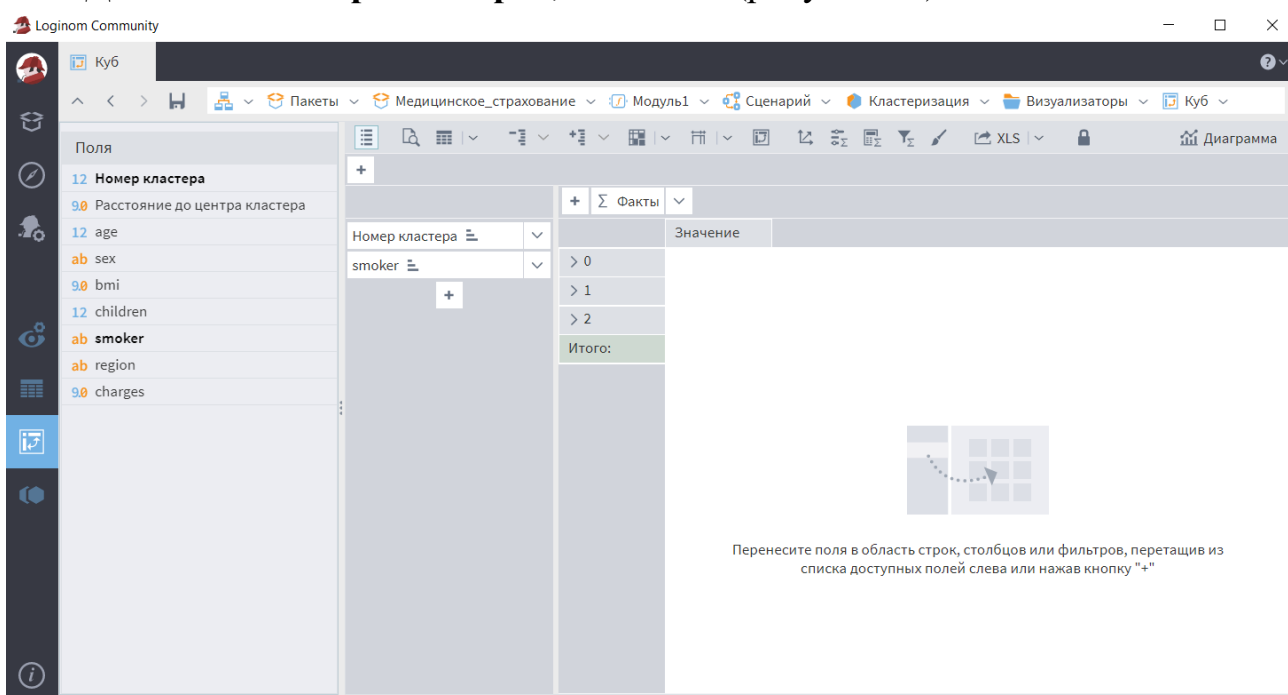 Loginom Community
Куб
Пакеты Медицинское_страхование Модуль1 Сценарий Кластеризация Визуализаторы Куб
XLS Диаграмма
Поля
12 Номер кластера
9.0 Расстояние до центра кластера
12 age
ab sex
9.0 bmi
12 children
ab smoker
ab region
9.0 charges
+
+ Σ Факты
Номер кластера
smoker
+
Значение
> 0
> 1
> 2
Итого:
Перенесите поля в область строк, столбцов или фильтров, перетащив из
списка доступных полей слева или нажав кнопку "+"